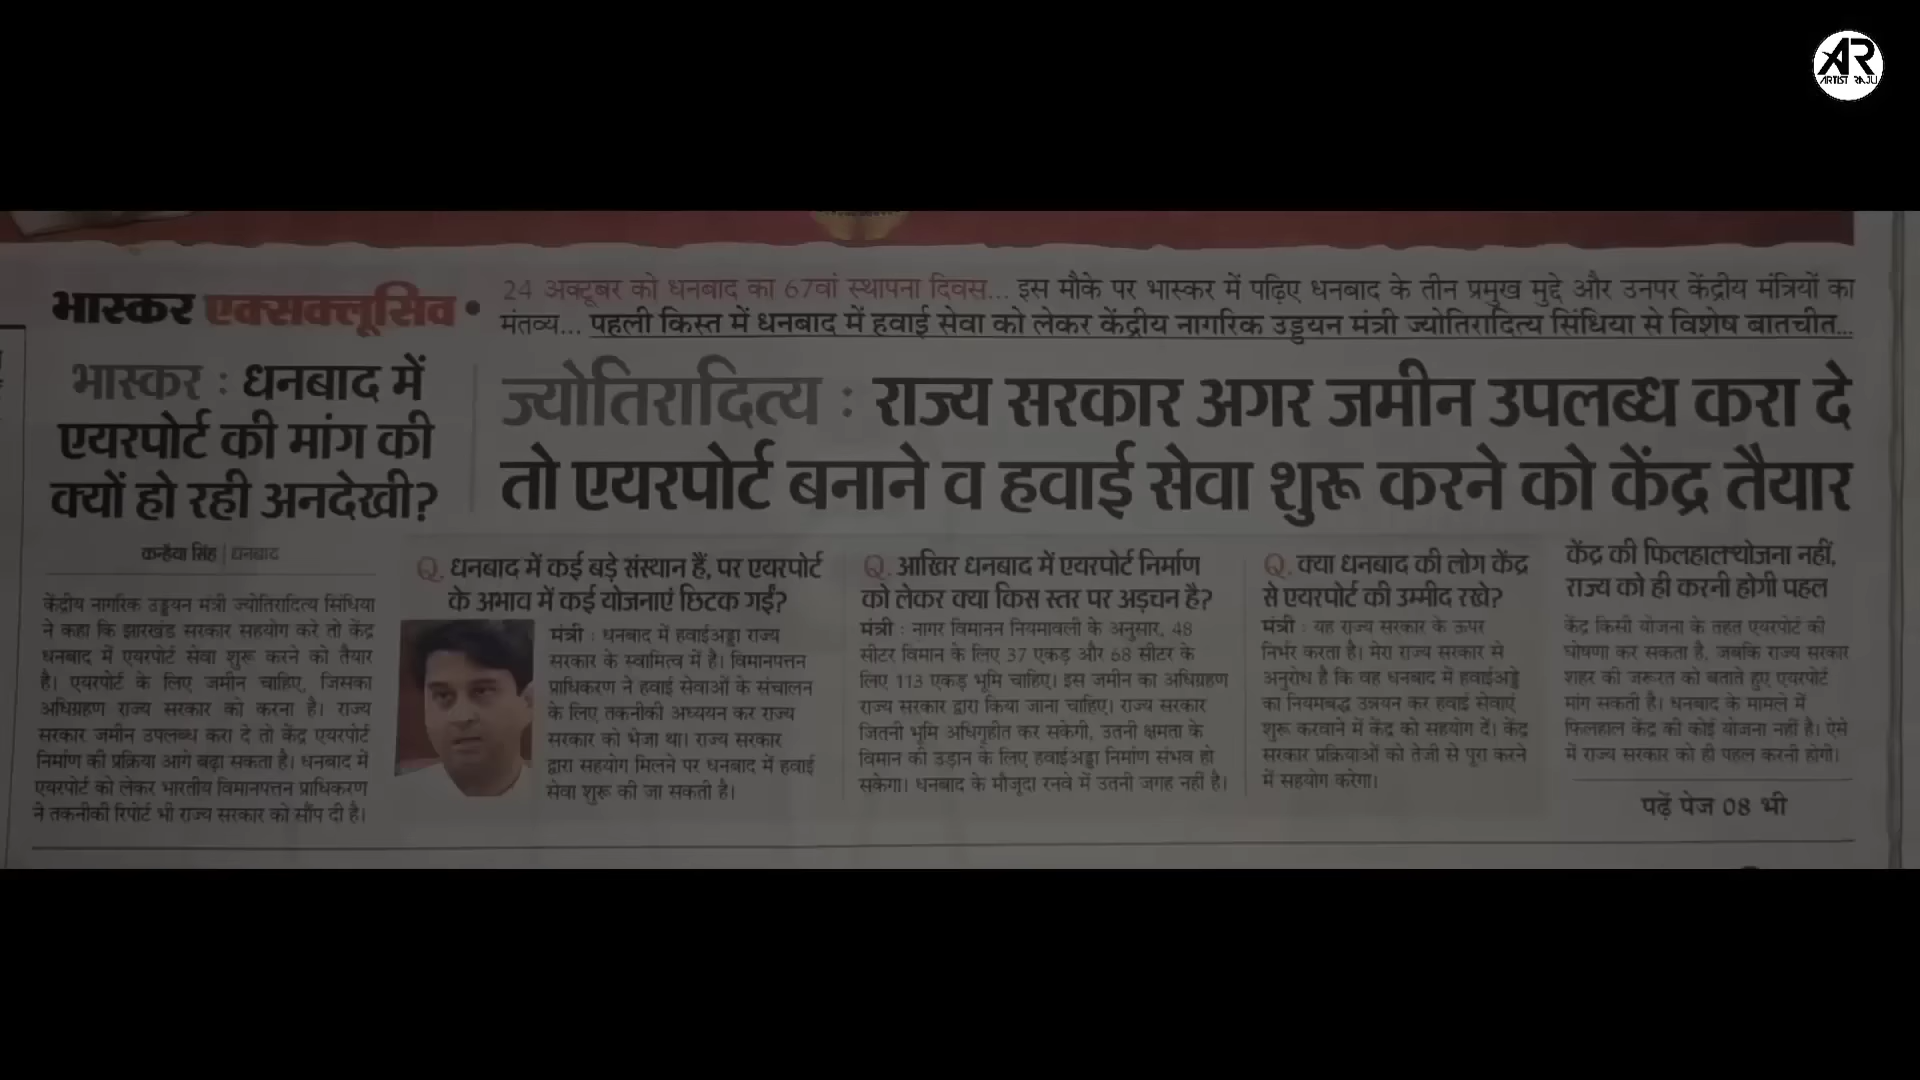 AR
ARTIST RAJU
भास्कर एक्सक्लूसिव •
24 अक्टूबर को धनबाद का 67वां स्थापना दिवस... इस मौके पर भास्कर में पढ़िए धनबाद के तीन प्रमुख मुद्दे और उनपर केंद्रीय मंत्रियों का
मंतव्य... पहली किस्त में धनबाद में हवाई सेवा को लेकर केंद्रीय नागरिक उड्डयन मंत्री ज्योतिरादित्य सिंधिया से विशेष बातचीत...
भास्कर : धनबाद में
एयरपोर्ट की मांग की
क्यों हो रही अनदेखी?
ज्योतिरादित्य : राज्य सरकार अगर जमीन उपलब्ध करा दे
तो एयरपोर्ट बनाने व हवाई सेवा शुरू करने को केंद्र तैयार
कन्हैया सिंह | धनबाद
केंद्रीय नागरिक उड्डयन मंत्री ज्योतिरादित्य सिंधिया
ने कहा कि झारखंड सरकार सहयोग करे तो केंद्र
धनबाद में एयरपोर्ट सेवा शुरू करने को तैयार
है। एयरपोर्ट के लिए जमीन चाहिए, जिसका
अधिग्रहण राज्य सरकार को करना है। राज्य
सरकार जमीन उपलब्ध करा दे तो केंद्र एयरपोर्ट
निर्माण की प्रक्रिया आगे बढ़ा सकता है। धनबाद में
एयरपोर्ट को लेकर भारतीय विमानपत्तन प्राधिकरण
ने तकनीकी रिपोर्ट भी राज्य सरकार को सौंप दी है।
Q. धनबाद में कई बड़े संस्थान हैं, पर एयरपोर्ट
के अभाव में कई योजनाएं छिटक गईं?
मंत्री : धनबाद में हवाईअड्डा राज्य
सरकार के स्वामित्व में है। विमानपत्तन
प्राधिकरण ने हवाई सेवाओं के संचालन
के लिए तकनीकी अध्ययन कर राज्य
सरकार को भेजा था। राज्य सरकार
द्वारा सहयोग मिलने पर धनबाद में हवाई
सेवा शुरू की जा सकती है।
Q. आखिर धनबाद में एयरपोर्ट निर्माण
को लेकर क्या किस स्तर पर अड़चन है?
मंत्री : नागर विमानन नियमावली के अनुसार, 48
सीटर विमान के लिए 37 एकड़ और 68 सीटर के
लिए 113 एकड़ भूमि चाहिए। इस जमीन का अधिग्रहण
राज्य सरकार द्वारा किया जाना चाहिए। राज्य सरकार
जितनी भूमि अधिगृहीत कर सकेगी, उतनी क्षमता के
विमान की उड़ान के लिए हवाईअड्डा निर्माण संभव हो
सकेगा। धनबाद के मौजूदा रनवे में उतनी जगह नहीं है।
Q. क्या धनबाद की लोग केंद्र
से एयरपोर्ट की उम्मीद रखे?
मंत्री : यह राज्य सरकार के ऊपर
निर्भर करता है। मेरा राज्य सरकार से
अनुरोध है कि वह धनबाद में हवाईअड्डे
का नियमबद्ध उन्नयन कर हवाई सेवाएं
शुरू करवाने में केंद्र को सहयोग दें। केंद्र
सरकार प्रक्रियाओं को तेजी से पूरा करने
में सहयोग करेगा।
केंद्र की फिलहाल योजना नहीं,
राज्य को ही करनी होगी पहल
केंद्र किसी योजना के तहत एयरपोर्ट की
घोषणा कर सकता है, जबकि राज्य सरकार
शहर की जरूरत को बताते हुए एयरपोर्ट
मांग सकती है। धनबाद के मामले में
फिलहाल केंद्र की कोई योजना नहीं है। ऐसे
में राज्य सरकार को ही पहल करनी होगी।
पढ़ें पेज 08 भी